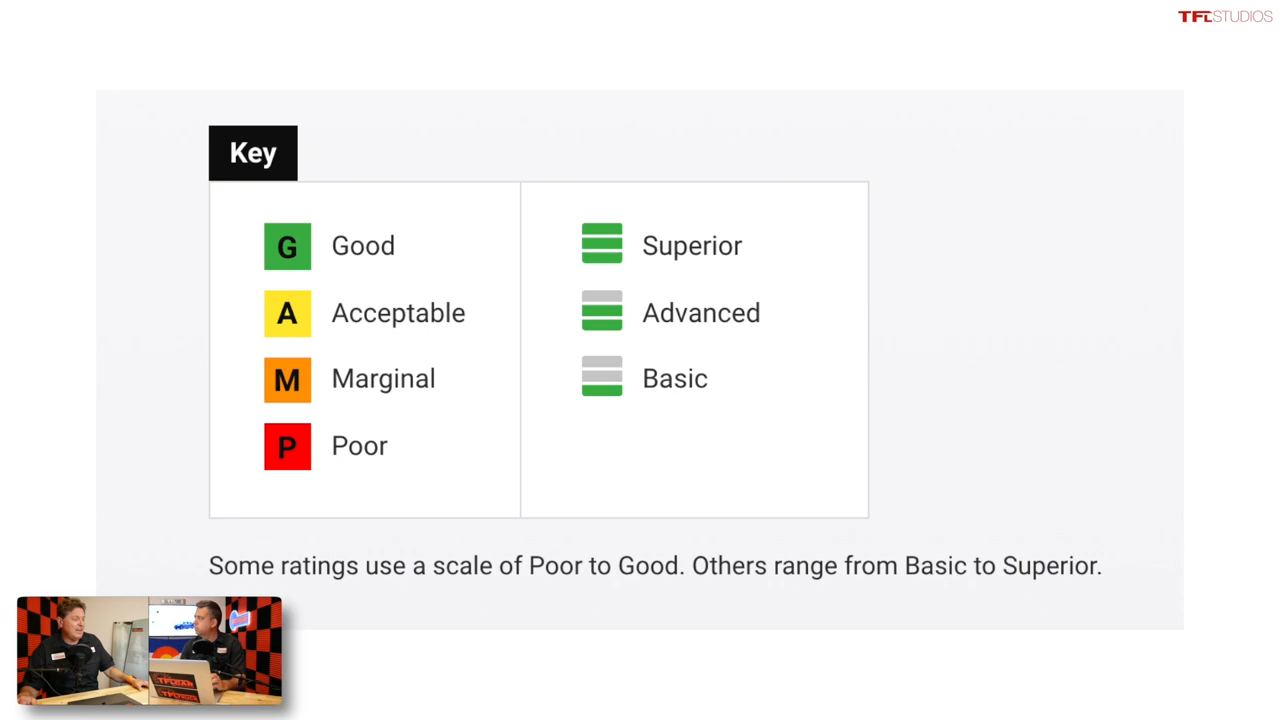 TFLSTUDIOS
Key
G Good
A Acceptable
M Marginal
P Poor
Superior
Advanced
Basic
Some ratings use a scale of Poor to Good. Others range from Basic to Superior.